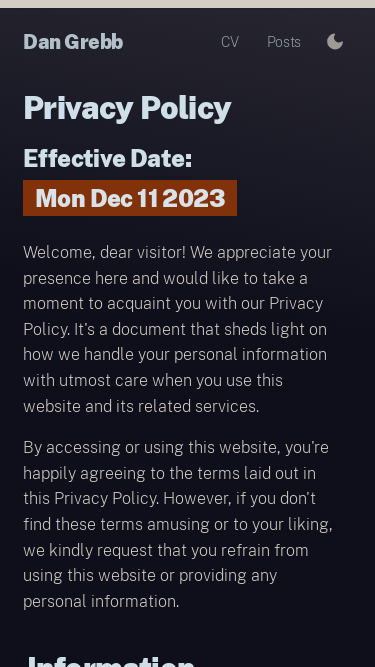 Dan Grebb
CV
Posts
Privacy Policy
Effective Date:
Mon Dec 11 2023
Welcome, dear visitor! We appreciate your
presence here and would like to take a
moment to acquaint you with our Privacy
Policy. It's a document that sheds light on
how we handle your personal information
with utmost care when you use this
website and its related services.
By accessing or using this website, you're
happily agreeing to the terms laid out in
this Privacy Policy. However, if you don't
find these terms amusing or to your liking,
we kindly request that you refrain from
using this website or providing any
personal information.
Information